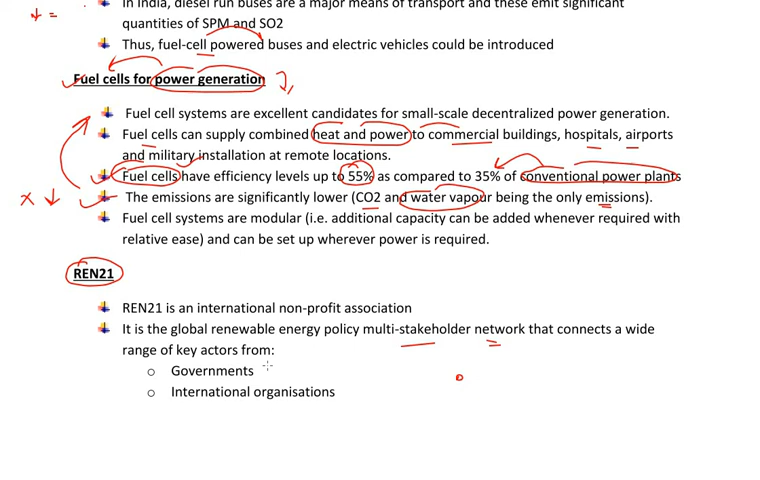 In India, diesel run buses are a major means of transport and these emit significant
quantities of SPM and SO2
Thus, fuel-cell powered buses and electric vehicles could be introduced
Fuel cells for power generation
Fuel cell systems are excellent candidates for small-scale decentralized power generation.
Fuel cells can supply combined heat and power to commercial buildings, hospitals, airports
and military installation at remote locations.
Fuel cells have efficiency levels up to 55% as compared to 35% of conventional power plants
The emissions are significantly lower (CO2 and water vapour being the only emissions).
Fuel cell systems are modular (i.e. additional capacity can be added whenever required with
relative ease) and can be set up wherever power is required.
REN21
REN21 is an international non-profit association
It is the global renewable energy policy multi-stakeholder network that connects a wide
range of key actors from:
o Governments
o International organisations